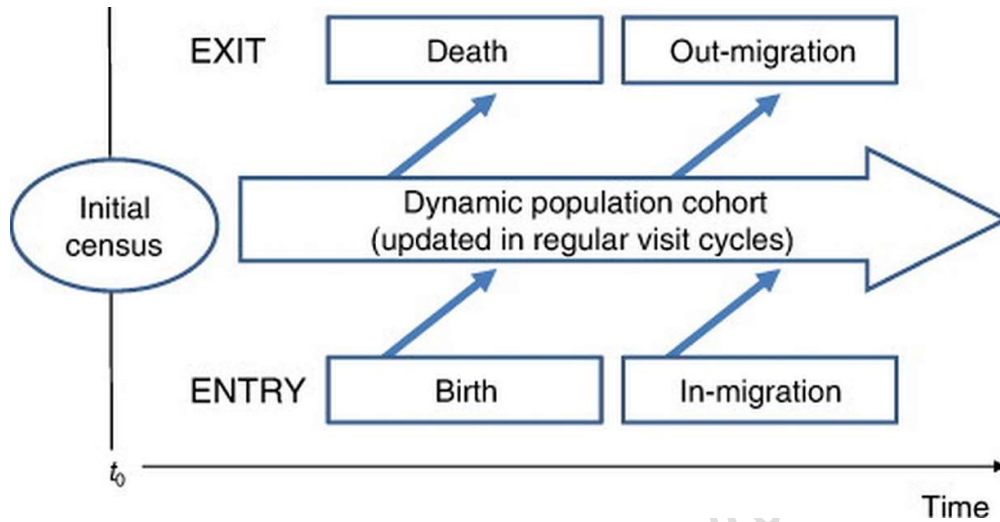 EXIT
Death
Out-migration
Initial
census
Dynamic population cohort
(updated in regular visit cycles)
ENTRY
Birth
In-migration
t0
Time